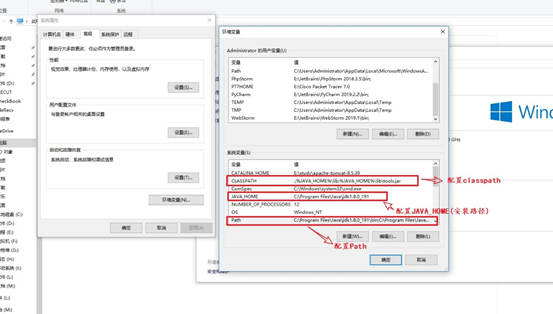 系统属性
计算机名 硬件 高级 系统保护 远程
要进行大多数更改，你必须作为管理员登录。
性能
视觉效果，处理器计划，内存使用，以及虚拟内存
设置(S)...
用户配置文件
与登录帐户相关的桌面设置
设置(E)...
启动和故障恢复
系统启动、系统故障和调试信息
设置(T)...
环境变量(N)...
确定
取消
应用(A)
环境变量
Administrator 的用户变量(U)
变量 值
Path C:\Users\Administrator\AppData\Local\Microsoft\WindowsA...
PhpStorm E:\JetBrains\PhpStorm 2018.3.5\bin;
PT7HOME E:\Cisco Packet Tracer 7.0
PyCharm E:\JetBrains\PyCharm 2019.2.2\bin;
TEMP C:\Users\Administrator\AppData\Local\Temp
TMP C:\Users\Administrator\AppData\Local\Temp
WebStorm E:\JetBrains\WebStorm 2019.1\bin;
新建(N)...
编辑(E)...
删除(D)
系统变量(S)
变量 值
CATALINA_HOME E:\study\apache-tomcat-8.5.39
CLASSPATH .;%JAVA_HOME%\lib;%JAVA_HOME%\lib\tools.jar
配置classpath
ComSpec C:\Windows\system32\cmd.exe
JAVA_HOME C:\Program Files\Java\jdk1.8.0_191
NUMBER_OF_PROCESSORS 12
配置JAVA_HOME(安装路径)
OS Windows_NT
Path C:\Program Files\Java\jdk1.8.0_191\bin;C:\Program Files\Java...
新建(W)...
编辑(I)...
删除(L)
配置Path
确定
取消
Wind
GHz